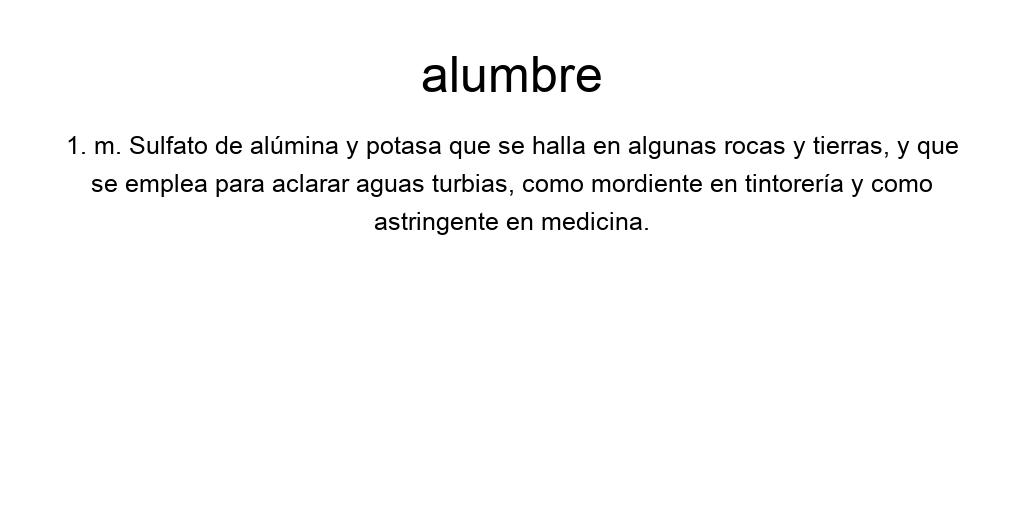 alumbre
1. m. Sulfato de alúmina y potasa que se halla en algunas rocas y tierras, y que
se emplea para aclarar aguas turbias, como mordiente en tintorería y como
astringente en medicina.